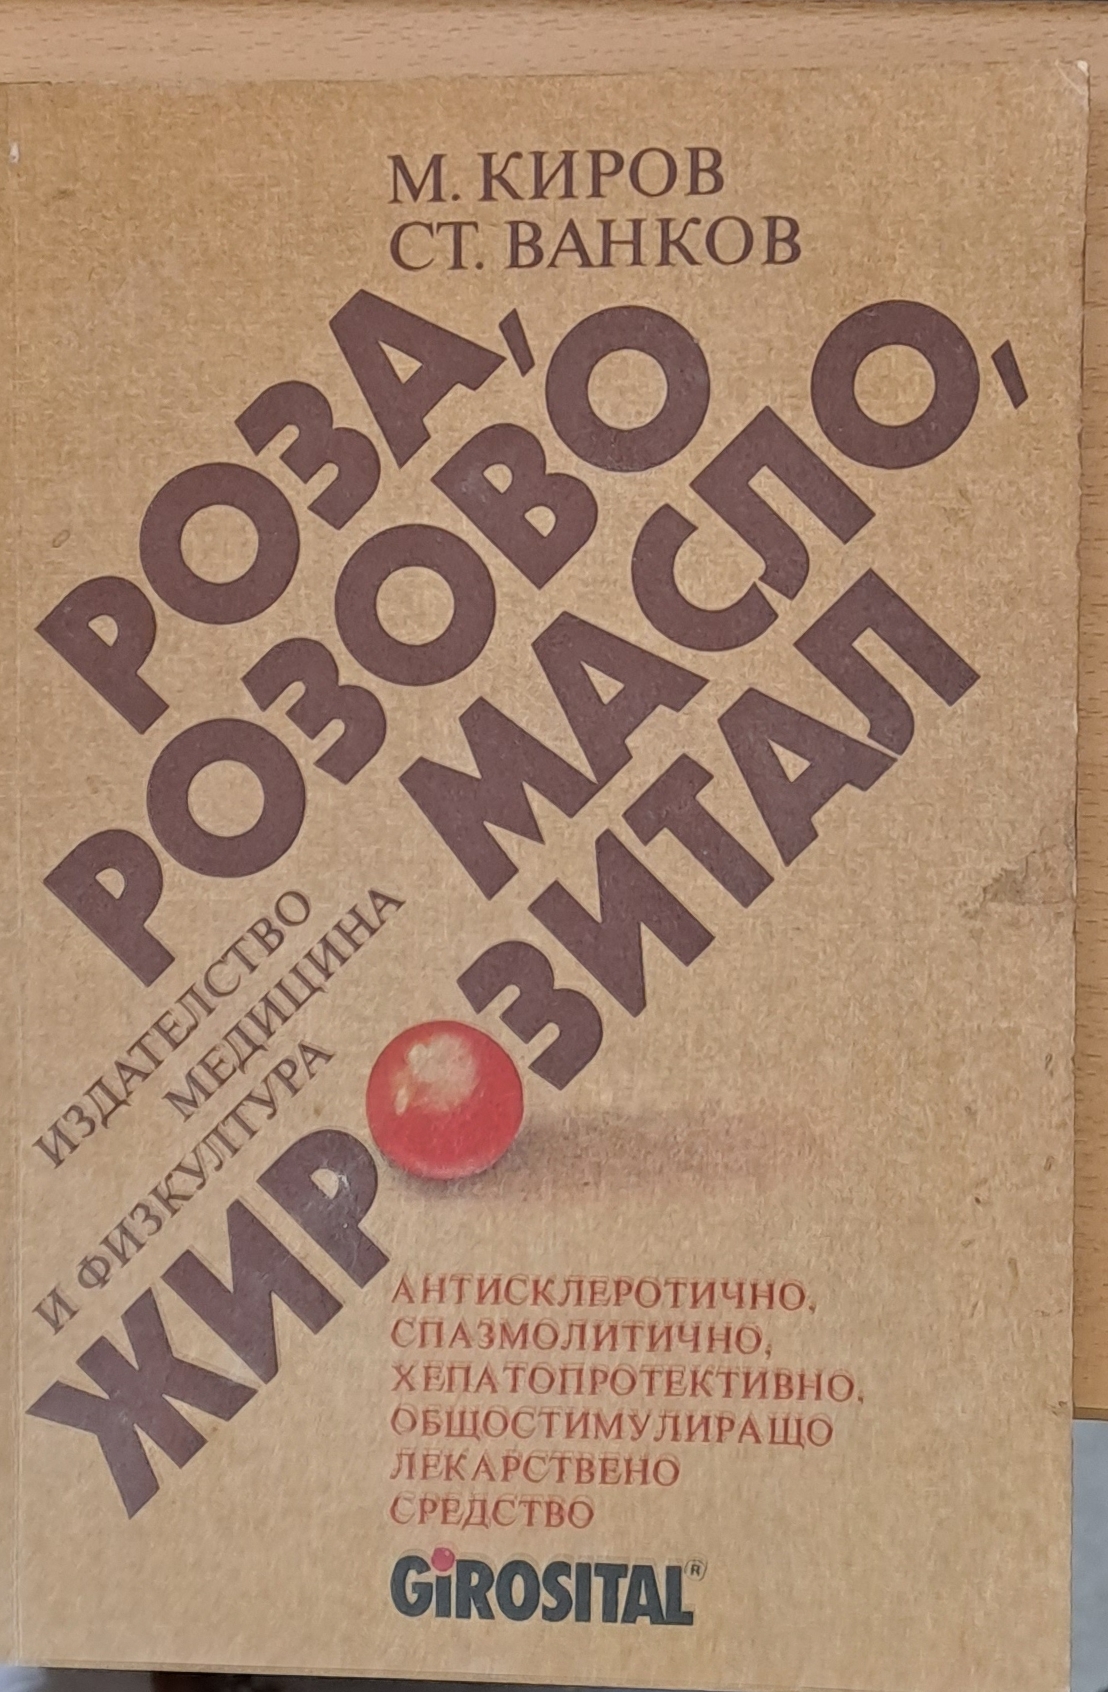 М. КИРОВ
СТ. ВАНКОВ
РОЗА,
РОЗОВО
МАСЛО,
ЖИРОЗИТАЛ
ИЗДАТЕЛСТВО
МЕДИЦИНА
И ФИЗКУЛТУРА
АНТИСКЛЕРОТИЧНО,
СПАЗМОЛИТИЧНО,
ХЕПАТОПРОТЕКТИВНО,
ОБЩОСТИМУЛИРАЩО
ЛЕКАРСТВЕНО
СРЕДСТВО
GiROSITAL®